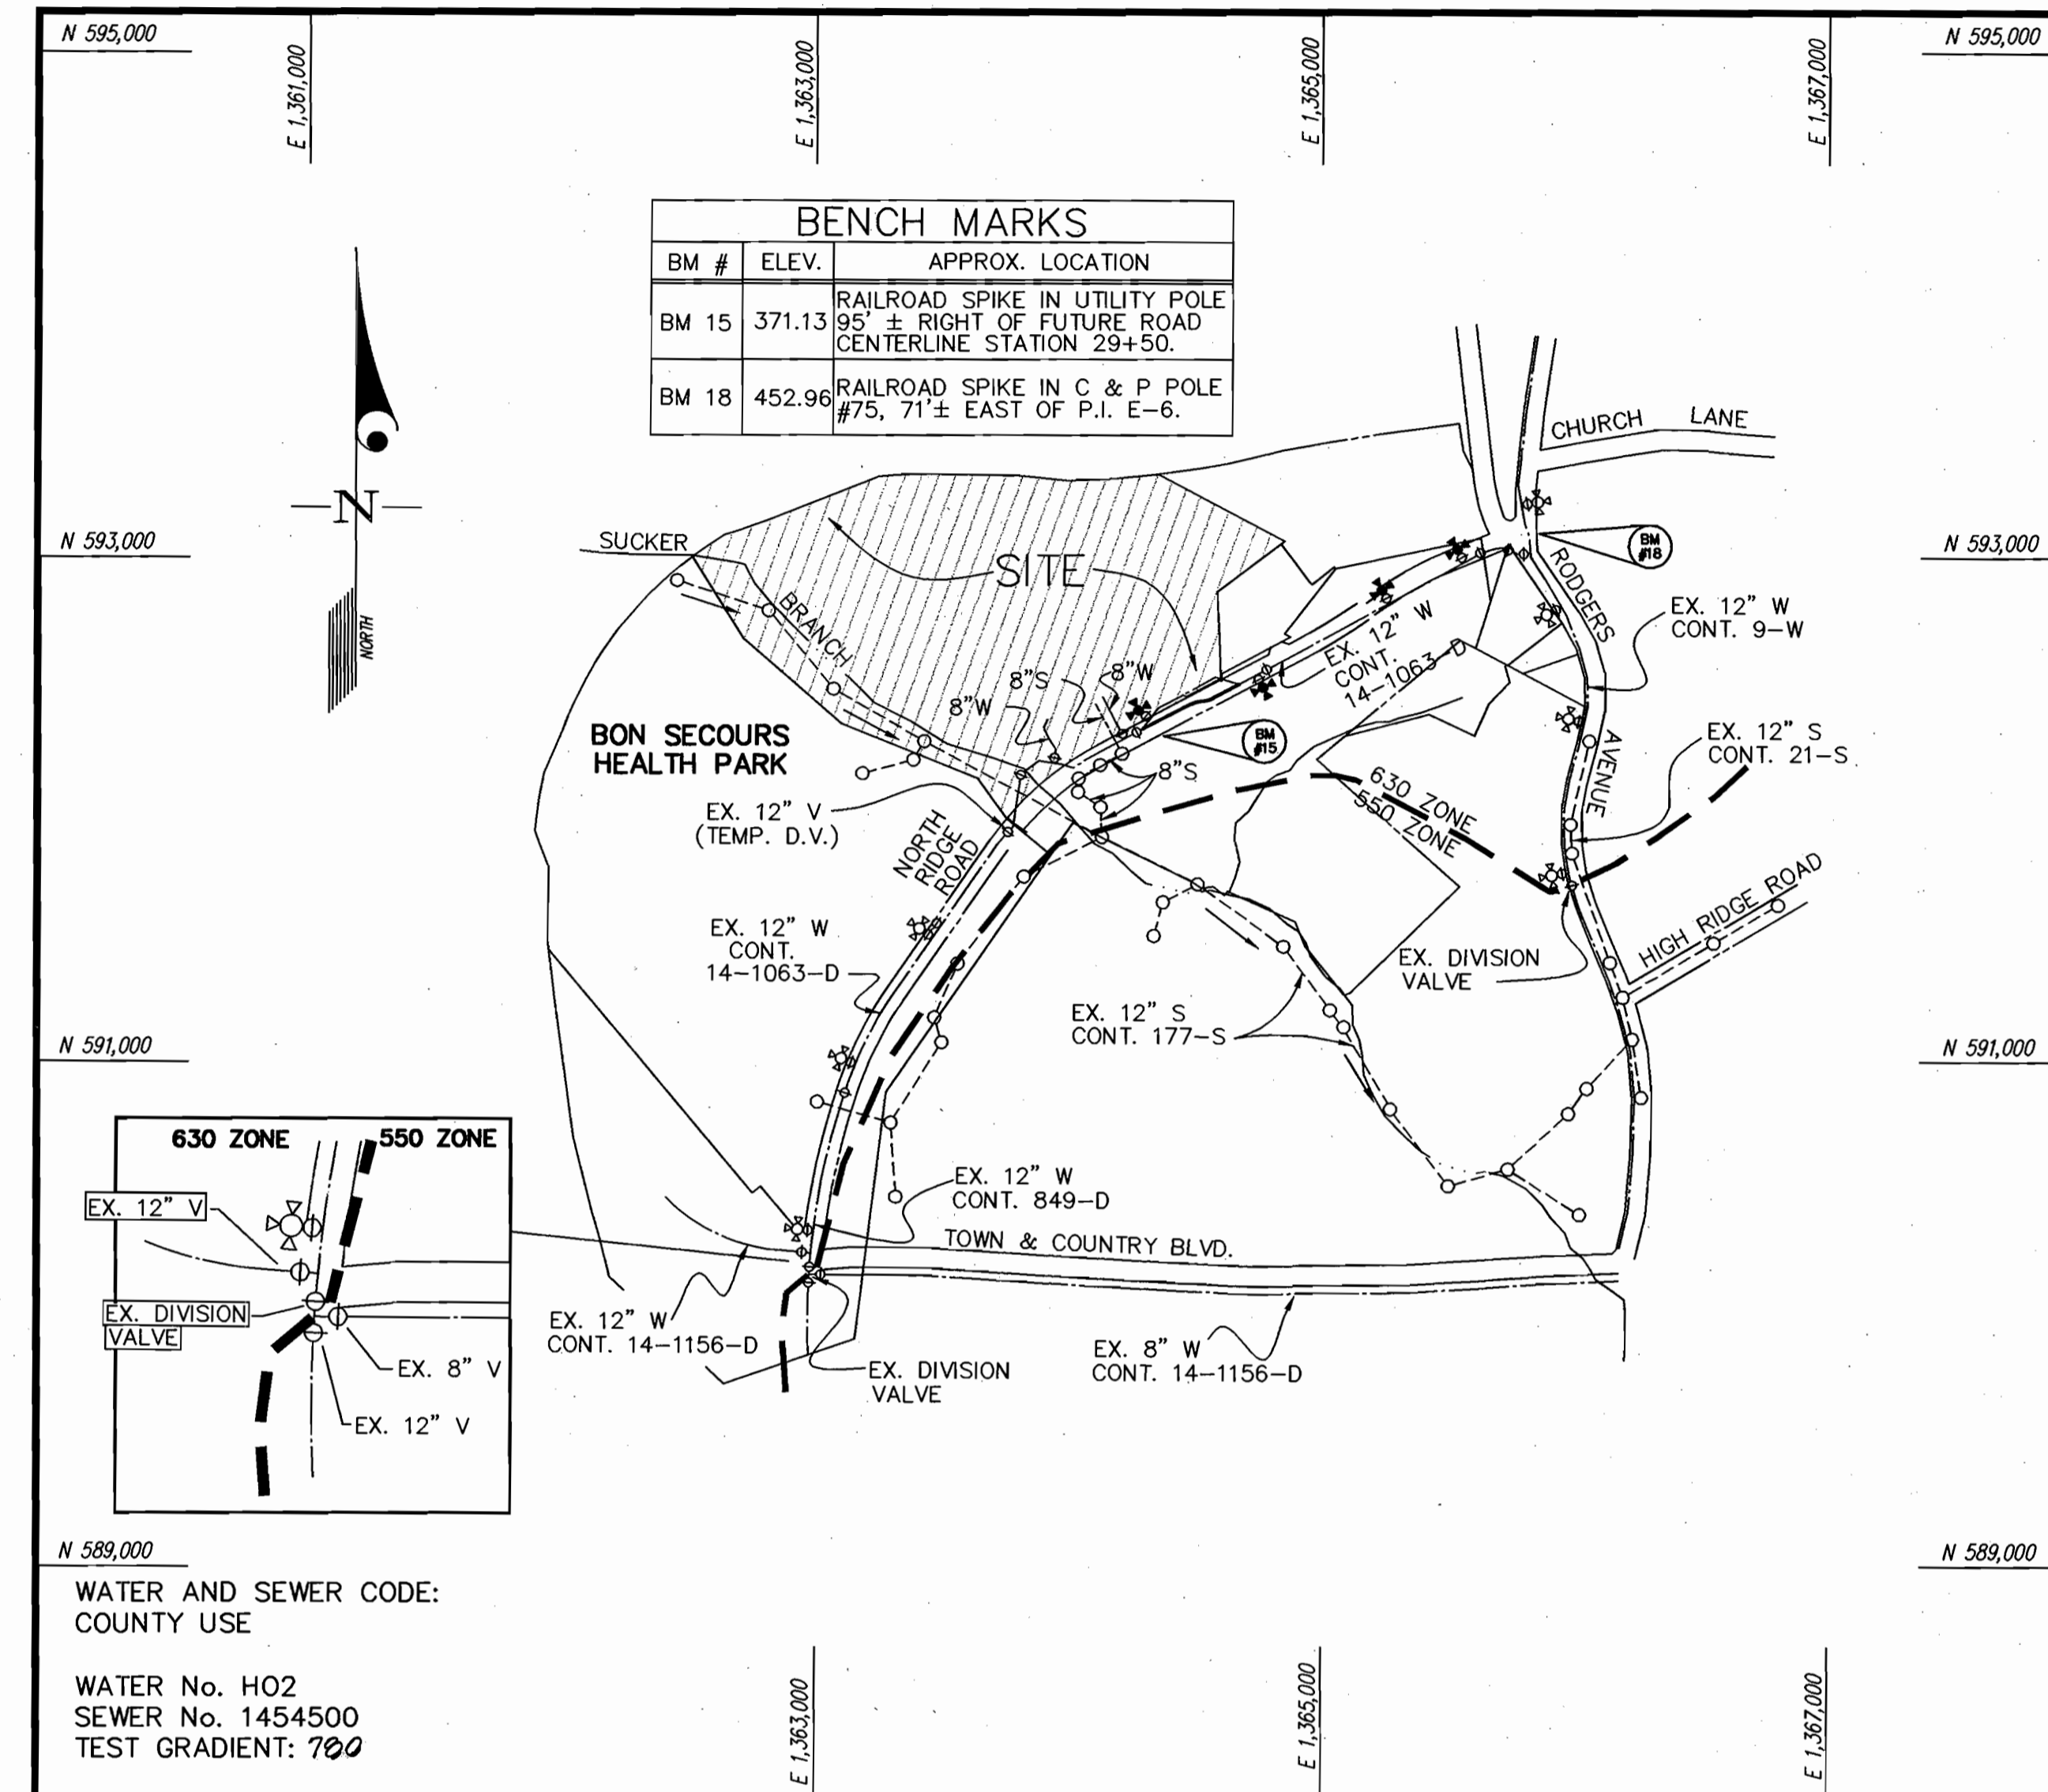 N 595,000
E 1,361,000
E 1,363,000
E 1,365,000
E 1,367,000
N 595,000
BENCH MARKS
BM # ELEV. APPROX. LOCATION
BM 15 371.13 RAILROAD SPIKE IN UTILITY POLE
95' ± RIGHT OF FUTURE ROAD
CENTERLINE STATION 29+50.
BM 18 452.96 RAILROAD SPIKE IN C & P POLE
#75, 71'± EAST OF P.I. E-6.
N
NORTH
CHURCH LANE
N 593,000
SUCKER
BRANCH
SITE
BM
#18
N 593,000
RODGERS
AVENUE
EX. 12" W
CONT. 9-W
EX. 12" W
CONT.
14-1063-D
8"W
8"S
8"W
BON SECOURS
HEALTH PARK
BM
#15
8"S
EX. 12" S
CONT. 21-S
630 ZONE
550 ZONE
EX. 12" V
(TEMP. D.V.)
NORTH
RIDGE
ROAD
HIGH RIDGE ROAD
EX. 12" W
CONT.
14-1063-D
EX. DIVISION
VALVE
EX. 12" S
CONT. 177-S
N 591,000
N 591,000
630 ZONE
550 ZONE
EX. 12" V
EX. DIVISION
VALVE
EX. 8" V
EX. 12" V
EX. 12" W
CONT. 849-D
TOWN & COUNTRY BLVD.
EX. 12" W
CONT. 14-1156-D
EX. 8" W
CONT. 14-1156-D
EX. DIVISION
VALVE
N 589,000
N 589,000
WATER AND SEWER CODE:
COUNTY USE
WATER No. HO2
SEWER No. 1454500
TEST GRADIENT: 780
E 1,363,000
E 1,365,000
E 1,367,000